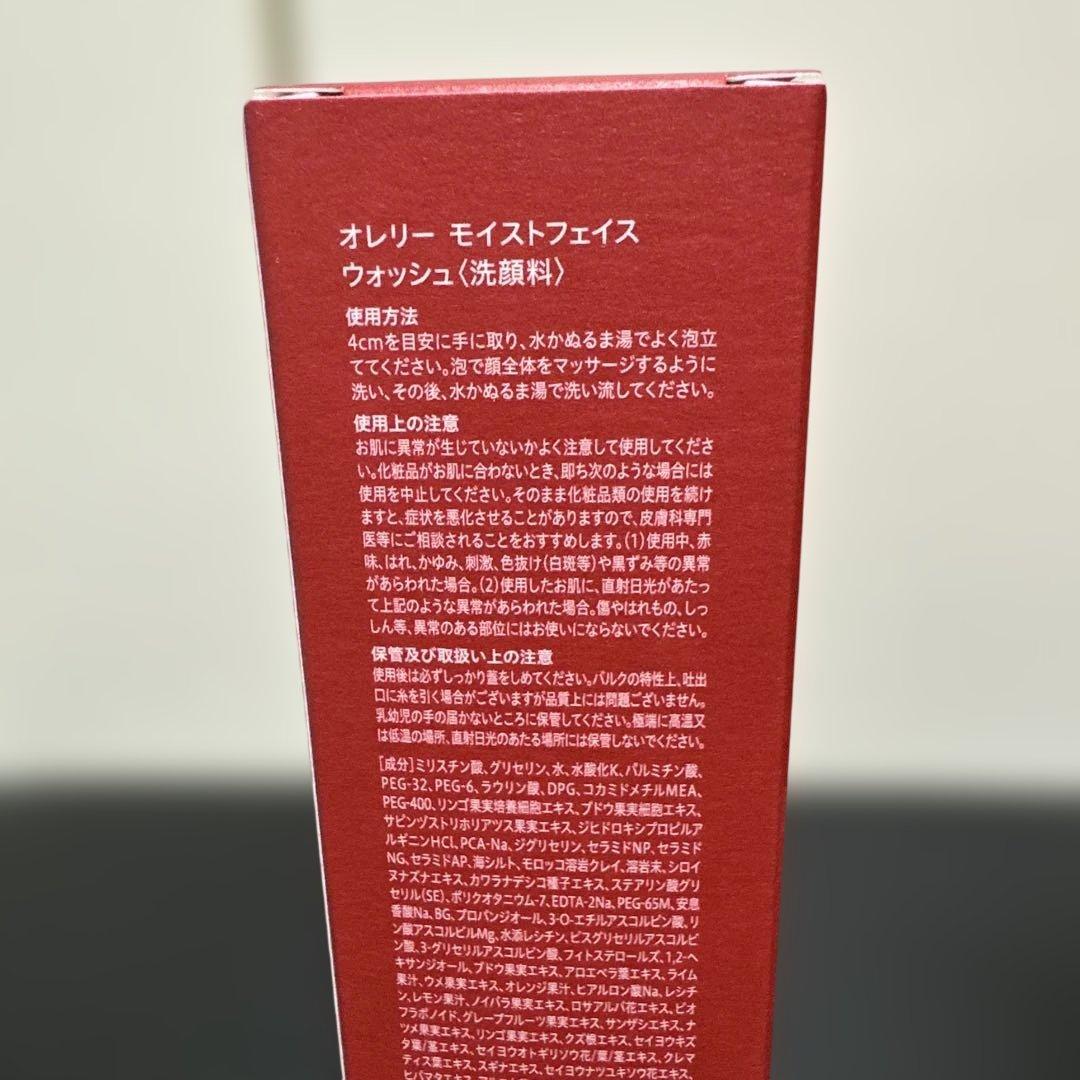 オレリー モイストフェイス
ウォッシュ〈洗顔料〉
使用方法
4cmを目安に手に取り、水かぬるま湯でよく泡立
ててください。泡で顔全体をマッサージするように
洗い、その後、水かぬるま湯で洗い流してください。
使用上の注意
お肌に異常が生じていないかよく注意して使用してくださ
い。化粧品がお肌に合わないとき、即ち次のような場合には
使用を中止してください。そのまま化粧品類の使用を続け
ますと、症状を悪化させることがありますので、皮膚科専門
医等にご相談されることをおすすめします。(1)使用中、赤
味、はれ、かゆみ、刺激、色抜け(白斑等)や黒ずみ等の異常
があらわれた場合。(2)使用したお肌に、直射日光があたっ
て上記のような異常があらわれた場合。傷やはれもの、しっ
しん等、異常のある部位にはお使いにならないでください。
保管及び取扱い上の注意
使用後は必ずしっかり蓋をしめてください。バルクの特性上、吐出
口に糸を引く場合がございますが品質上には問題ございません。
乳幼児の手の届かないところに保管してください。極端に高温又
は低温の場所、直射日光のあたる場所には保管しないでください。
[成分]ミリスチン酸、グリセリン、水、水酸化K、パルミチン酸、
PEG-32、PEG-6、ラウリン酸、DPG、コカミドメチルMEA、
PEG-400、リンゴ果実培養細胞エキス、ブドウ果実細胞エキス、
サピンヅストリホリアツス果実エキス、ジヒドロキシプロピルア
ルギニンHCl、PCA-Na、ジグリセリン、セラミドNP、セラミド
NG、セラミドAP、海シルト、モロッコ溶岩クレイ、溶岩末、シロイ
ヌナズナエキス、カワラナデシコ種子エキス、ステアリン酸グリ
セリル(SE)、ポリクオタニウム-7、EDTA-2Na、PEG-65M、安息
香酸Na、BG、プロパンジオール、3-O-エチルアスコルビン酸、リ
ン酸アスコルビルMg、水添レシチン、ビスグリセリルアスコルビ
ン酸、3-グリセリルアスコルビン酸、フィトステロールズ、1,2-ヘ
キサンジオール、ブドウ果実エキス、アロエベラ葉エキス、ライム
果汁、ウメ果実エキス、オレンジ果汁、ヒアルロン酸Na、レシチ
ン、レモン果汁、ノイバラ果実エキス、ロサアルバ花エキス、ビオ
フラボノイド、グレープフルーツ果実エキス、サンザシエキス、ナ
ツメ果実エキス、リンゴ果実エキス、クズ根エキス、セイヨウキズ
タ葉/茎エキス、セイヨウオトギリソウ花/葉/茎エキス、クレマ
ティス葉エキス、スギナエキス、セイヨウナツユキソウ花エキス、
ヒバマタエキス、